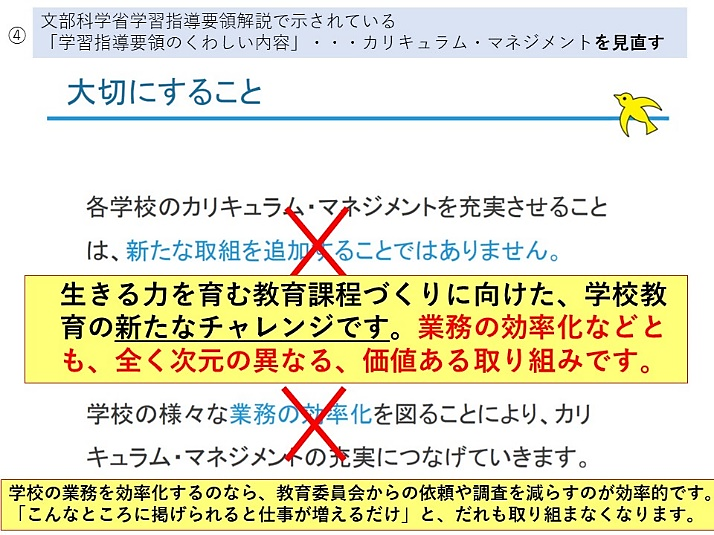 ④
文部科学省学習指導要領解説で示されている
「学習指導要領のくわしい内容」・・・カリキュラム・マネジメントを見直す
大切にすること
各学校のカリキュラム・マネジメントを充実させること
は、新たな取組を追加することではありません。
生きる力を育む教育課程づくりに向けた、学校教
育の新たなチャレンジです。業務の効率化などと
も、全く次元の異なる、価値ある取り組みです。
学校の様々な業務の効率化を図ることにより、カリ
キュラム・マネジメントの充実につなげていきます。
学校の業務を効率化するのなら、教育委員会からの依頼や調査を減らすのが効率的です。
「こんなところに掲げられると仕事が増えるだけ」と、だれも取り組まなくなります。